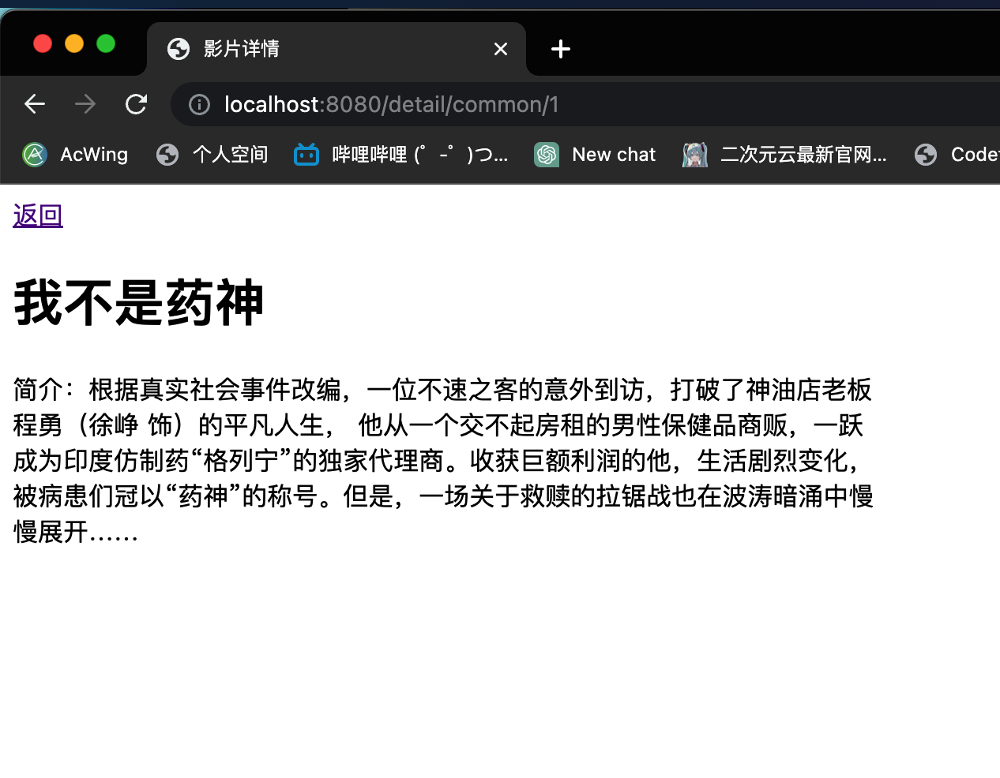 影片详情
localhost:8080/detail/common/1
AcWing 个人空间 哔哩哔哩 (゜-゜)つ... New chat 二次元云最新官网... Code
返回
我不是药神
简介：根据真实社会事件改编，一位不速之客的意外到访，打破了神油店老板
程勇（徐峥 饰）的平凡人生， 他从一个交不起房租的男性保健品商贩，一跃
成为印度仿制药“格列宁”的独家代理商。收获巨额利润的他，生活剧烈变化，
被病患们冠以“药神”的称号。但是，一场关于救赎的拉锯战也在波涛暗涌中慢
慢展开......